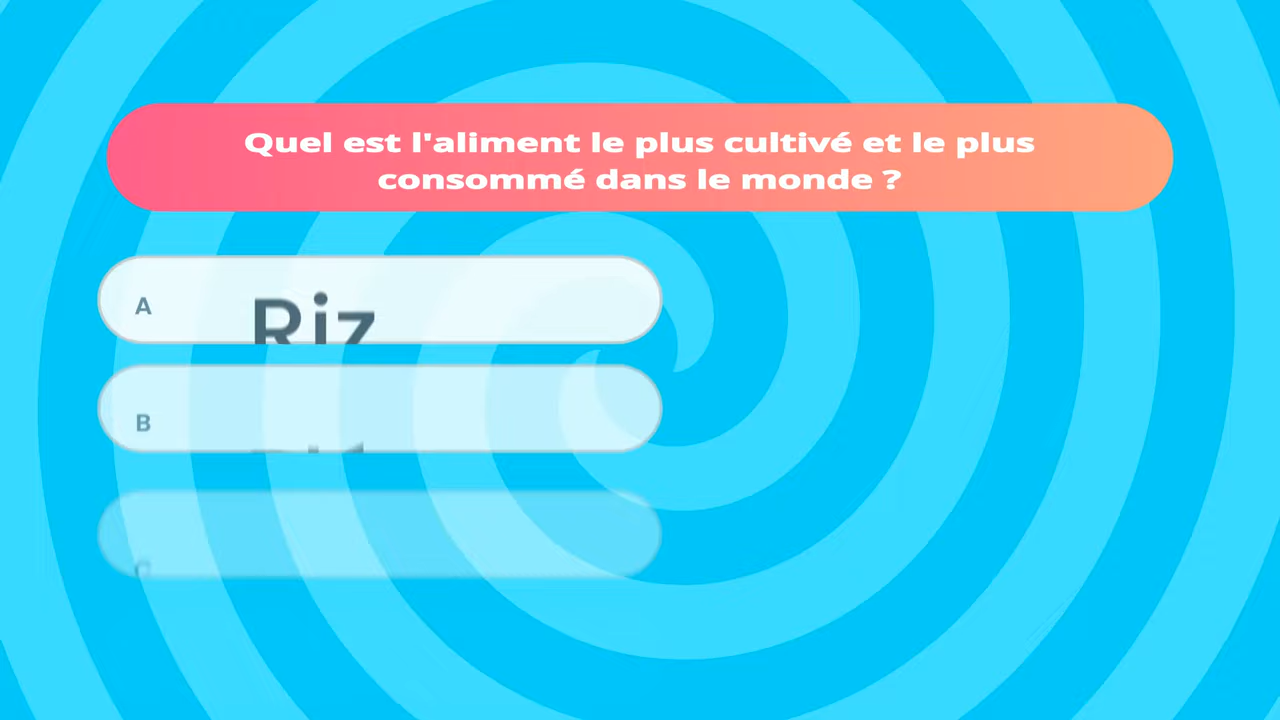 Quel est l'aliment le plus cultivé et le plus
consommé dans le monde ?
A Riz
B